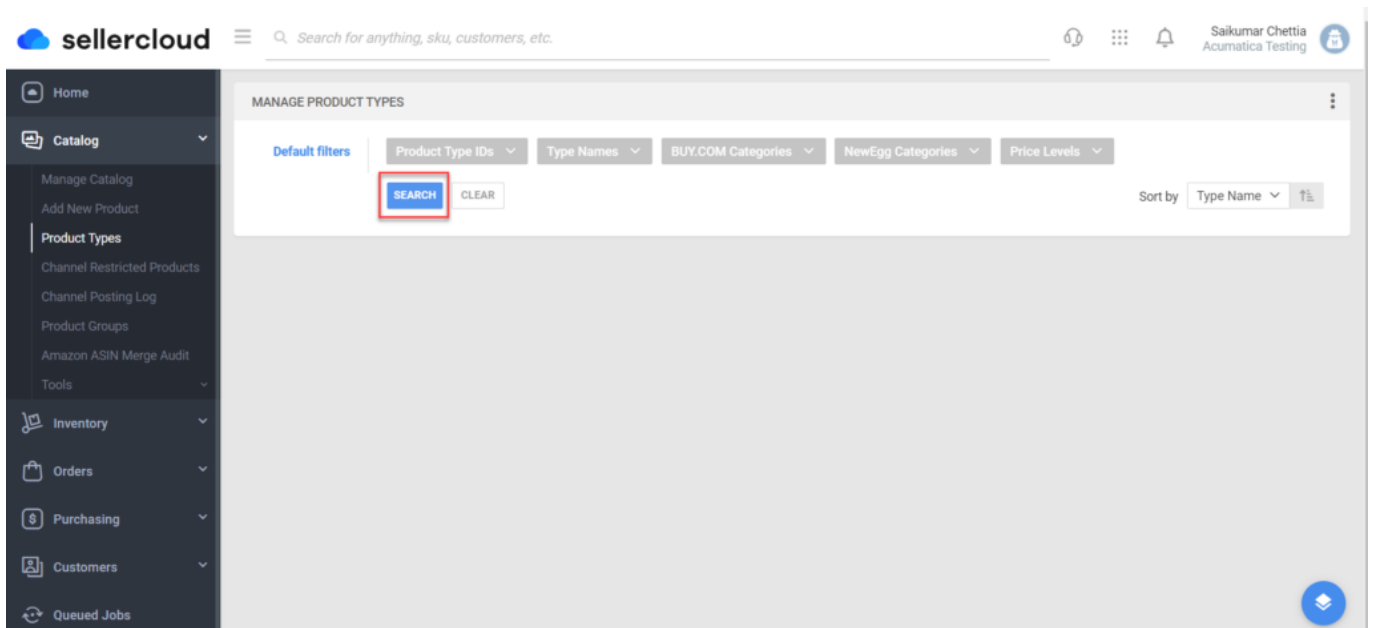 sellercloud
Search for anything, sku, customers, etc.
Saikumar Chettia
Acumatica Testing
Home
Catalog
Manage Catalog
Add New Product
Product Types
Channel Restricted Products
Channel Posting Log
Product Groups
Amazon ASIN Merge Audit
Tools
Inventory
Orders
Purchasing
Customers
Queued Jobs
MANAGE PRODUCT TYPES
Default filters Product Type IDs Type Names BUY.COM Categories NewEgg Categories Price Levels
SEARCH CLEAR Sort by Type Name